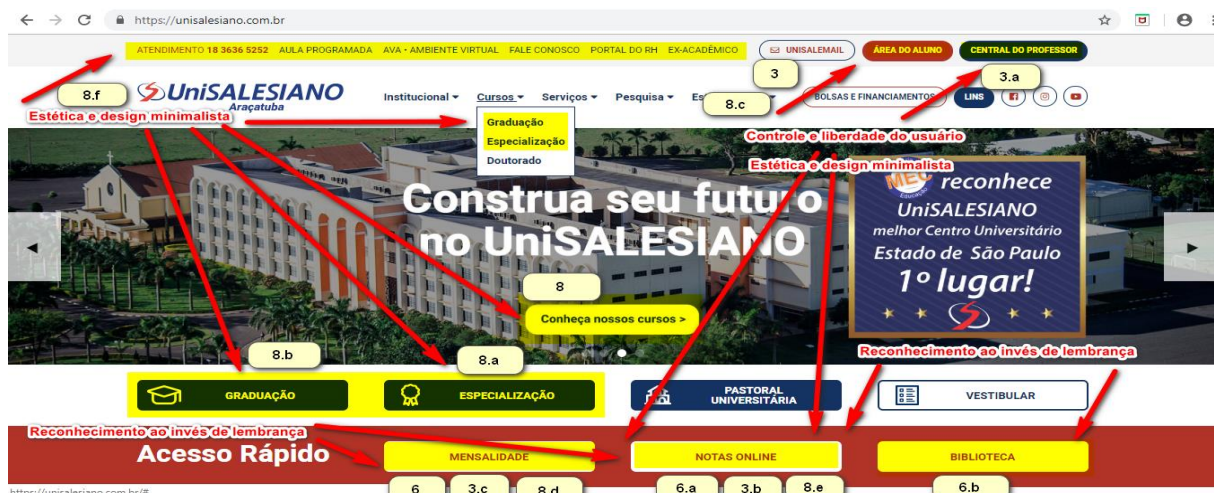 https://unisalesiano.com.br
ATENDIMENTO 18 3636 5252 AULA PROGRAMADA AVA - AMBIENTE VIRTUAL FALE CONOSCO PORTAL DO RH EX-ACADÊMICO UNISALEMAIL ÁREA DO ALUNO CENTRAL DO PROFESSOR
3
3.a
8.f
8.c
UniSALESIANO
Araçatuba
Institucional Cursos Serviços Pesquisa BOLSAS E FINANCIAMENTOS LINS
Estética e design minimalista
Graduação
Especialização
Doutorado
Controle e liberdade do usuário
Estética e design minimalista
Construa seu futuro
no UniSALESIANO
MEC reconhece
UniSALESIANO
melhor Centro Universitário
Estado de São Paulo
1º lugar!
8
Conheça nossos cursos >
8.b
8.a
Reconhecimento ao invés de lembrança
GRADUAÇÃO ESPECIALIZAÇÃO PASTORAL UNIVERSITÁRIA VESTIBULAR
Reconhecimento ao invés de lembrança
Acesso Rápido MENSALIDADE NOTAS ONLINE BIBLIOTECA
6 3.c 8.d 6.a 3.b 8.e 6.b
https://unisalesiano.com.br/#